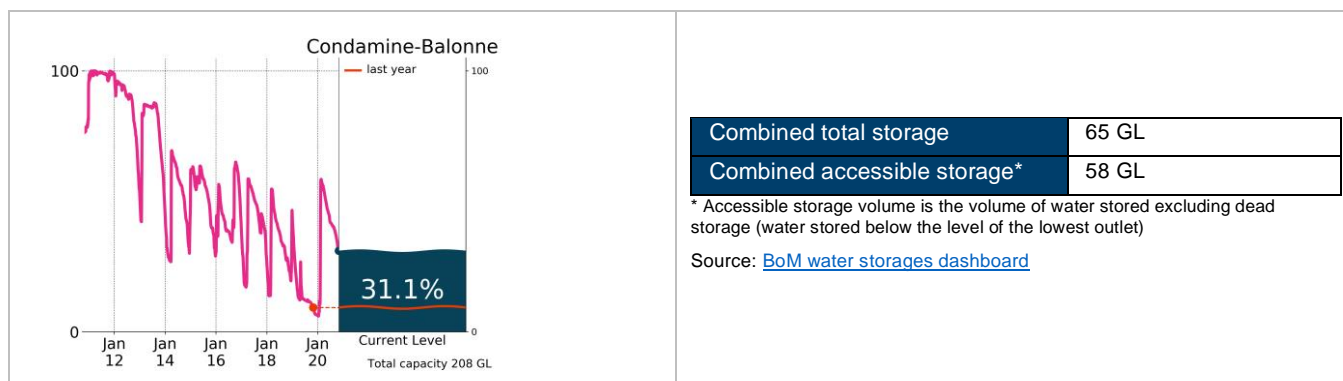 Condamine-Balonne
last year
100
100
31.1%
0
0
Jan Jan Jan Jan Jan
12 14 16 18 20
Current Level
Total capacity 208 GL
Combined total storage 65 GL
Combined accessible storage* 58 GL
* Accessible storage volume is the volume of water stored excluding dead
storage (water stored below the level of the lowest outlet)
Source: BoM water storages dashboard